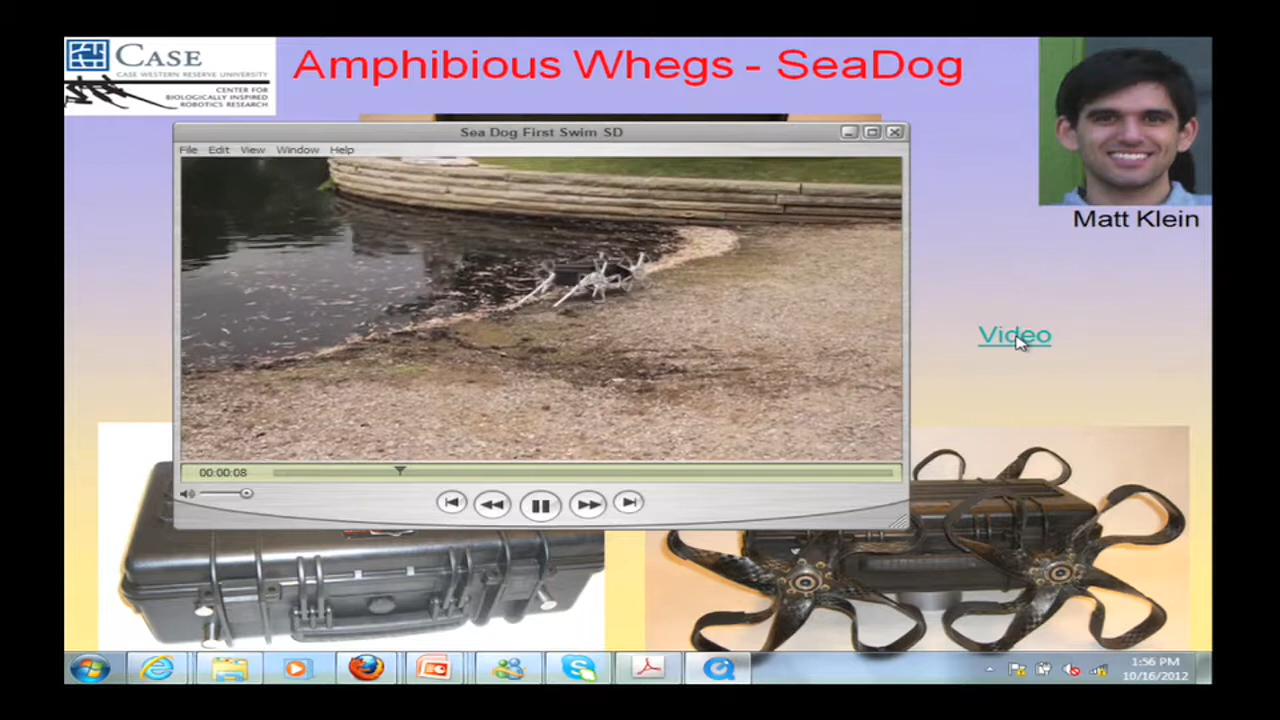 CASE
CASE WESTERN RESERVE UNIVERSITY
CENTER FOR
BIOLOGICALLY INSPIRED
ROBOTICS RESEARCH
Amphibious Whegs - SeaDog
Matt Klein
Sea Dog First Swim SD
File Edit View Window Help
Video
00:00:08
1:56 PM
10/16/2012